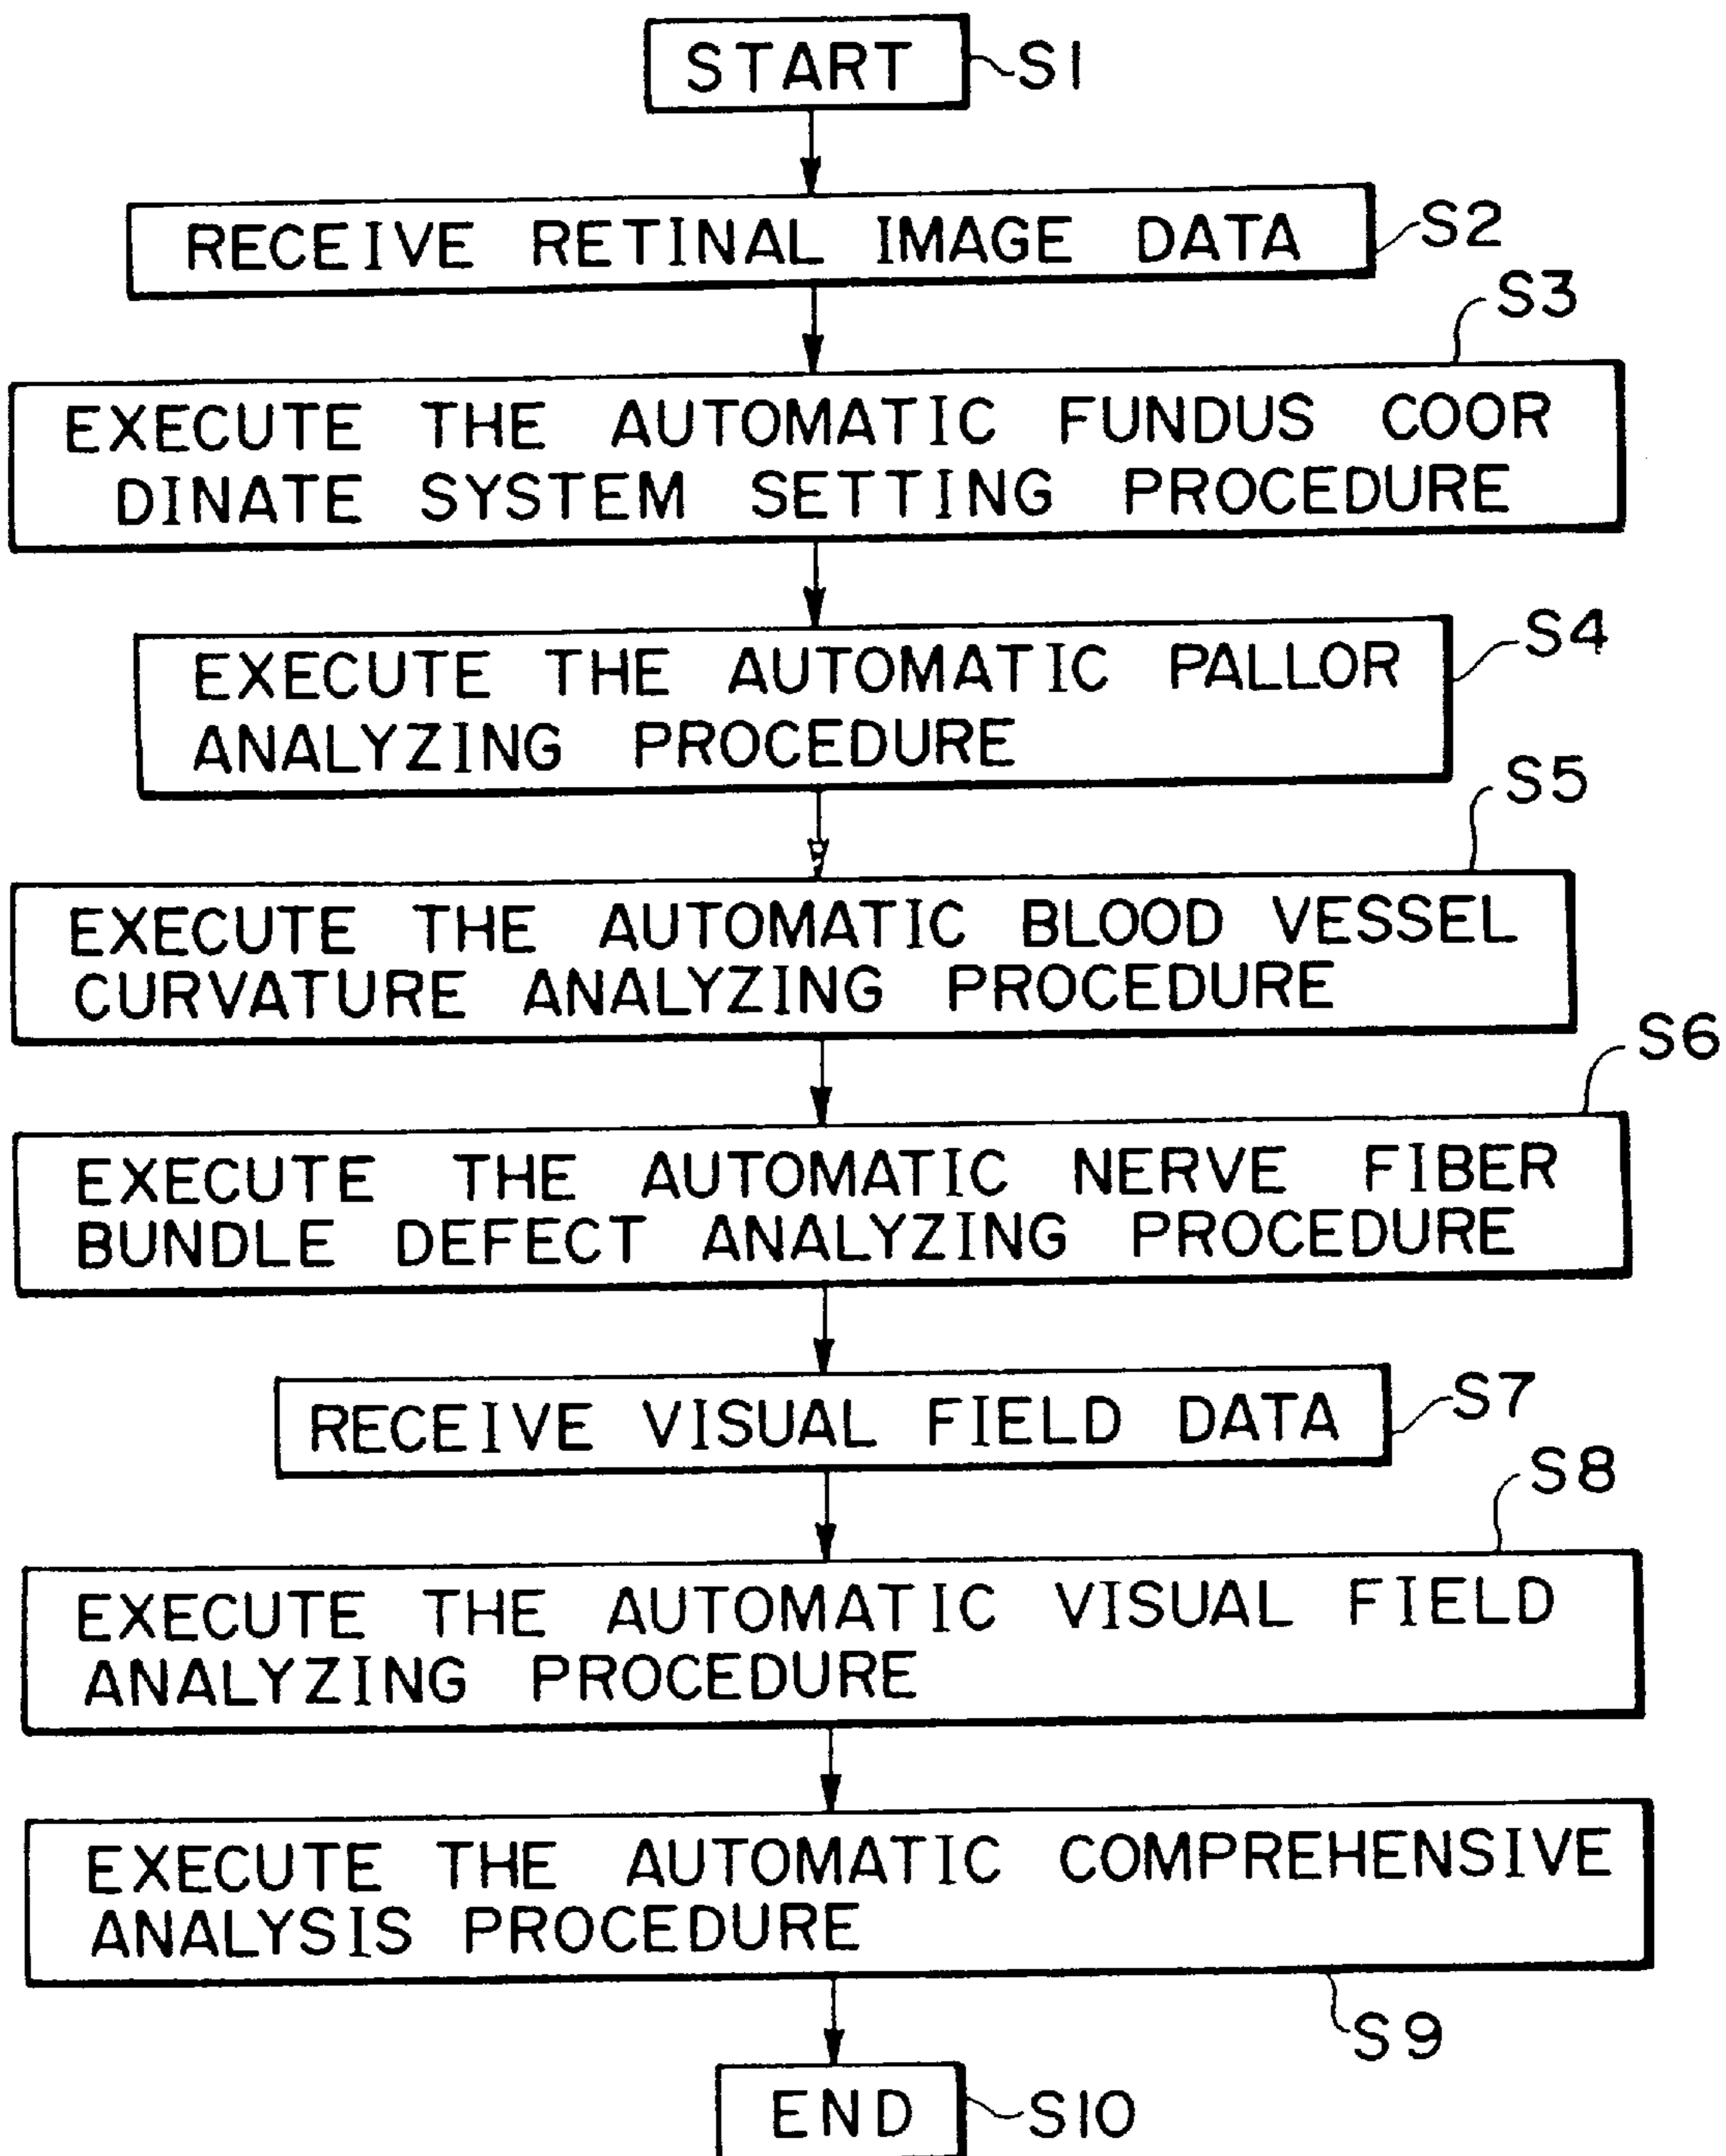 START
S1
RECEIVE RETINAL IMAGE DATA
S2
S3
EXECUTE THE AUTOMATIC FUNDUS COOR
DINATE SYSTEM SETTING PROCEDURE
S4
EXECUTE THE AUTOMATIC PALLOR
ANALYZING PROCEDURE
S5
EXECUTE THE AUTOMATIC BLOOD VESSEL
CURVATURE ANALYZING PROCEDURE
S6
EXECUTE THE AUTOMATIC NERVE FIBER
BUNDLE DEFECT ANALYZING PROCEDURE
RECEIVE VISUAL FIELD DATA
S7
S8
EXECUTE THE AUTOMATIC VISUAL FIELD
ANALYZING PROCEDURE
EXECUTE THE AUTOMATIC COMPREHENSIVE
ANALYSIS PROCEDURE
S9
END
S10